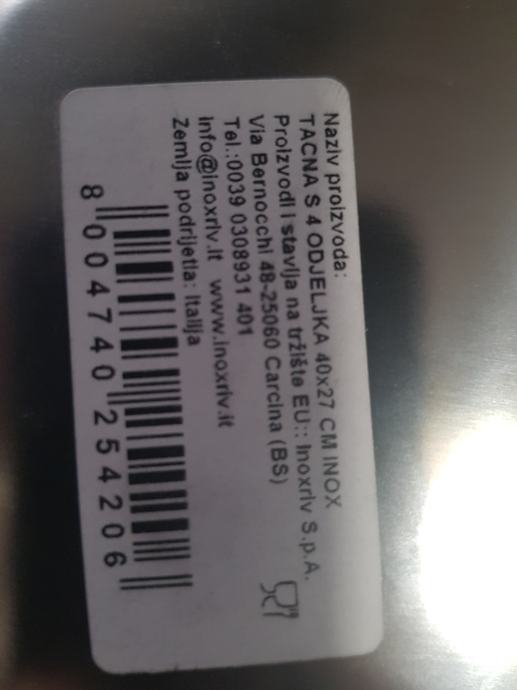 Naziv proizvoda:
TACNA S 4 ODJELJKA 40x27 CM INOX
Proizvodi i stavlja na tržište EU:: Inoxriv S.p.A.
Via Bernocchi 48-25060 Carcina (BS)
Tel.:0039 0308931 401
info@inoxriv.it www.inoxriv.it
Zemlja podrijetla: Italija
8 004740 254206